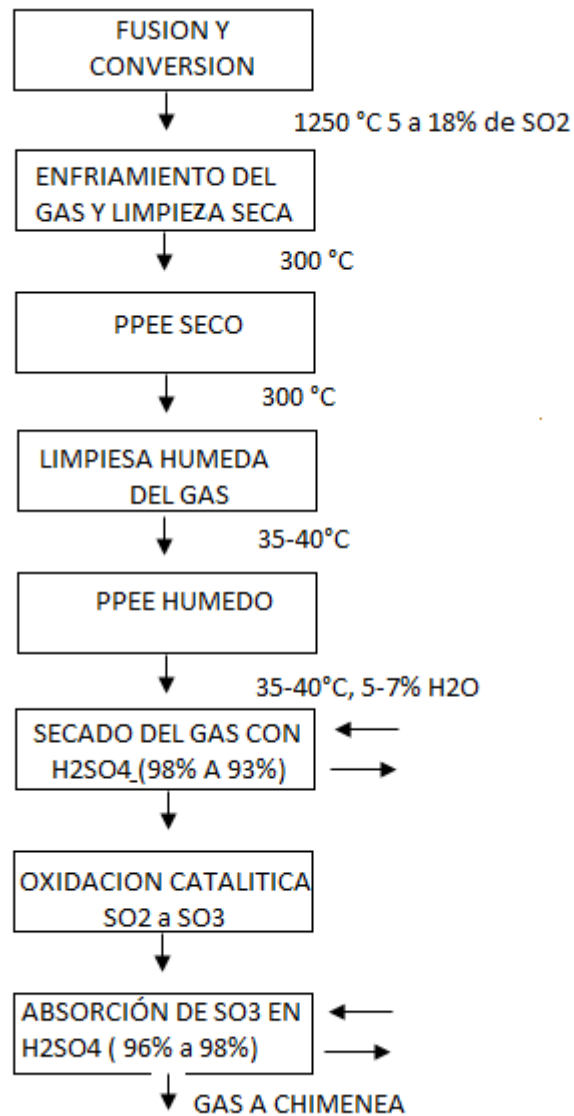 FUSION Y
CONVERSION
1250 °C 5 a 18% de SO2
ENFRIAMIENTO DEL
GAS Y LIMPIEZA SECA
300 °C
PPEE SECO
300 °C
LIMPIESA HUMEDA
DEL GAS
35-40°C
PPEE HUMEDO
35-40°C, 5-7% H2O
SECADO DEL GAS CON
H2SO4_(98% A 93%)
OXIDACION CATALITICA
SO2 a SO3
ABSORCIÓN DE SO3 EN
H2SO4 ( 96% a 98%)
GAS A CHIMENEA